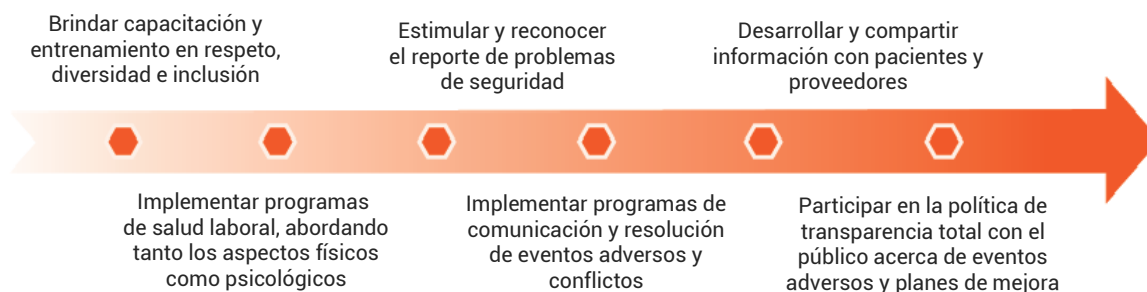 Brindar capacitación y
entrenamiento en respeto,
diversidad e inclusión
Implementar programas
de salud laboral, abordando
tanto los aspectos físicos
como psicológicos
Estimular y reconocer
el reporte de problemas
de seguridad
Implementar programas de
comunicación y resolución
de eventos adversos y
conflictos
Desarrollar y compartir
información con pacientes y
proveedores
Participar en la política de
transparencia total con el
público acerca de eventos
adversos y planes de mejora